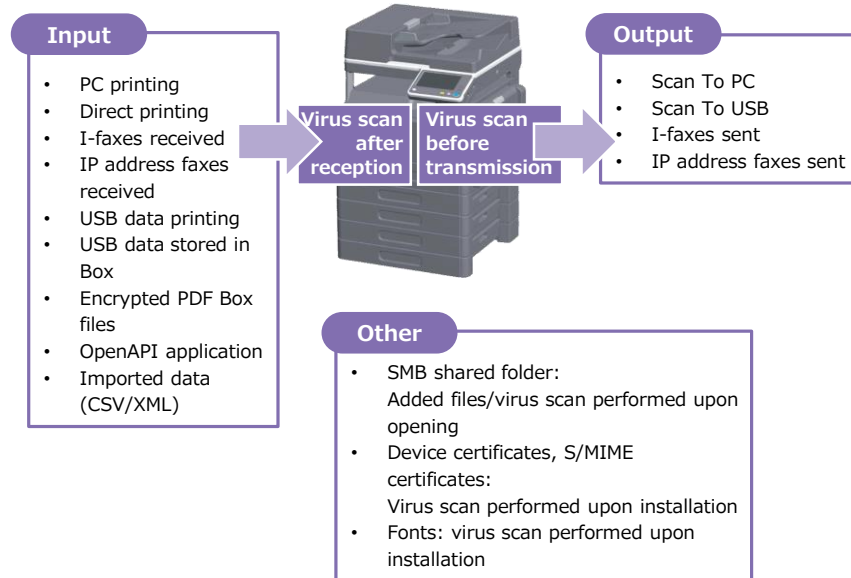 Input
• PC printing
• Direct printing
• I-faxes received
• IP address faxes
received
• USB data printing
• USB data stored in
Box
• Encrypted PDF Box
files
• OpenAPI application
• Imported data
(CSV/XML)
Virus scan
after
reception
Virus scan
before
transmission
Output
• Scan To PC
• Scan To USB
• I-faxes sent
• IP address faxes sent
Other
• SMB shared folder:
Added files/virus scan performed upon
opening
• Device certificates, S/MIME
certificates:
Virus scan performed upon installation
• Fonts: virus scan performed upon
installation